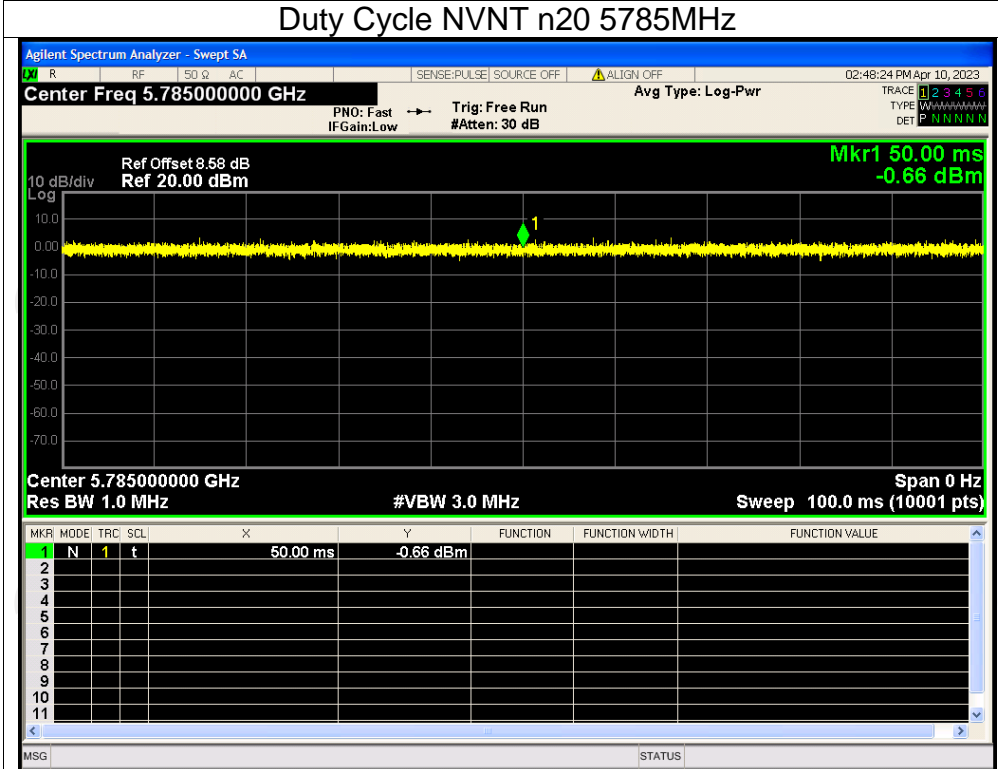 Duty Cycle NVNT n20 5785MHz
Agilent Spectrum Analyzer - Swept SA
LXI R RF 50 Ω AC SENSE:PULSE SOURCE OFF ALIGN OFF 02:48:24 PM Apr 10, 2023
Center Freq 5.785000000 GHz Avg Type: Log-Pwr TRACE 1 2 3 4 5 6
PNO: Fast Trig: Free Run TYPE WWWWWW
IFGain:Low #Atten: 30 dB DET P N N N N N
Mkr1 50.00 ms
Ref Offset 8.58 dB
10 dB/div Ref 20.00 dBm -0.66 dBm
Log
10.0
1
0.00
-10.0
-20.0
-30.0
-40.0
-50.0
-60.0
-70.0
Center 5.785000000 GHz Span 0 Hz
Res BW 1.0 MHz #VBW 3.0 MHz Sweep 100.0 ms (10001 pts)
MKR MODE TRC SCL X Y FUNCTION FUNCTION WIDTH FUNCTION VALUE
1 N 1 t 50.00 ms -0.66 dBm
2
3
4
5
6
7
8
9
10
11
MSG STATUS